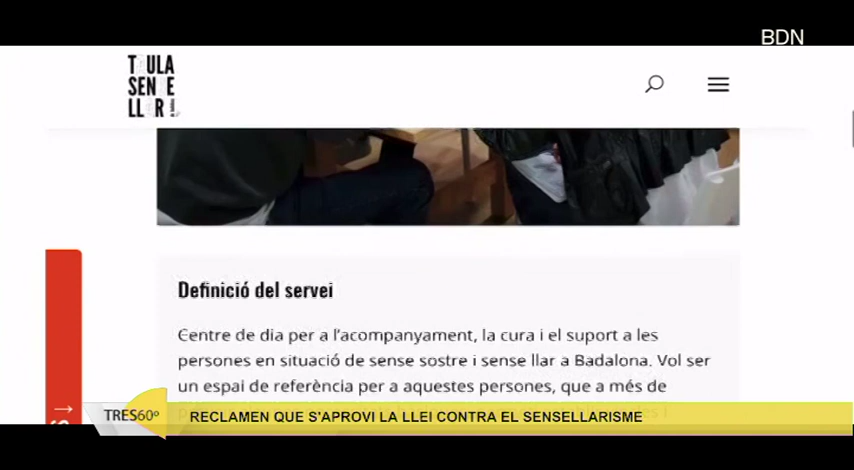 BDN
TAULA
SENSE
LLAR
Definició del servei
Centre de dia per a l'acompanyament, la cura i el suport a les
persones en situació de sense sostre i sense llar a Badalona. Vol ser
un espai de referència per a aquestes persones, que a més de
TRES60º
RECLAMEN QUE S'APROVI LA LLEI CONTRA EL SENSELLARISME